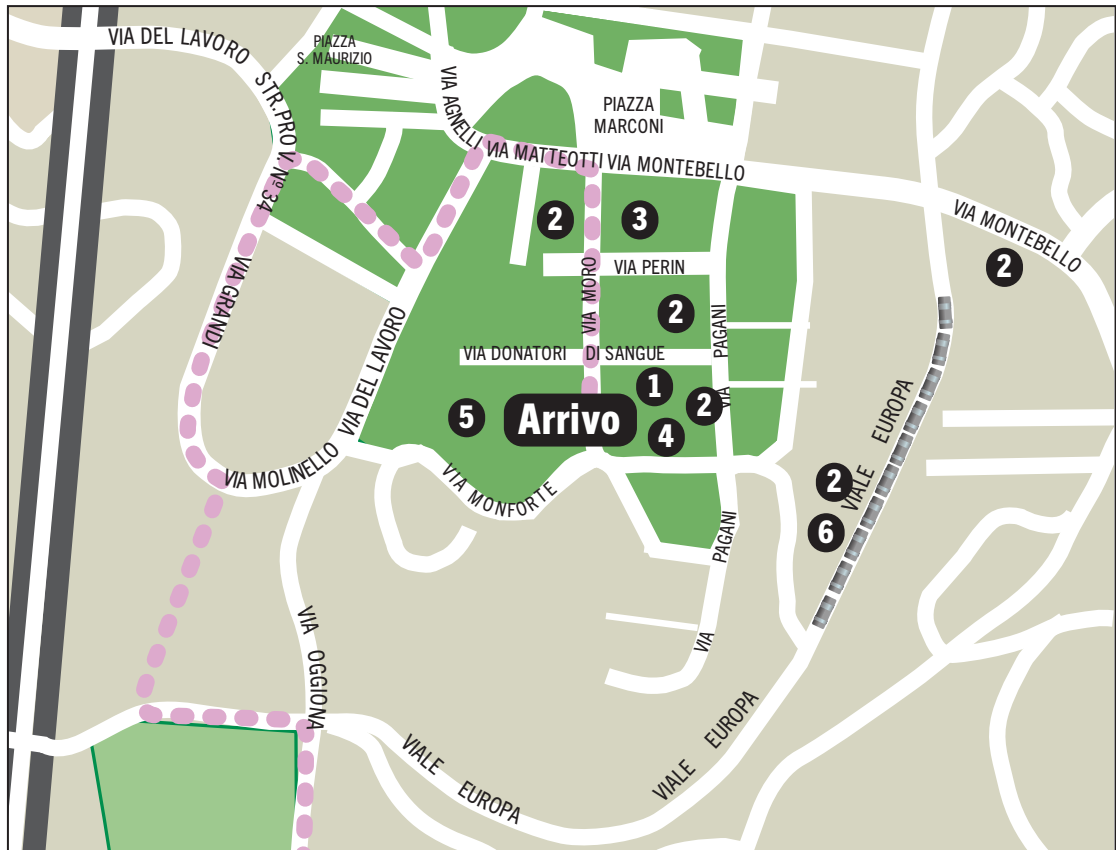 VIA DEL LAVORO
PIAZZA
S. MAURIZIO
STR.PROV. Nº 34
VIA AGNELLI
PIAZZA
MARCONI
VIA MATTEOTTI
VIA MONTEBELLO
VIA MONTEBELLO
2
3
2
VIA GRANDI
VIA MORO
VIA PERIN
2
VIA PAGANI
VIA DONATORI DI SANGUE
VIA DEL LAVORO
1
2
5
Arrivo
4
VIALE EUROPA
2
6
VIA MOLINELLO
VIA MONFORTE
VIA PAGANI
VIA OGGIONA
VIALE EUROPA
VIALE EUROPA